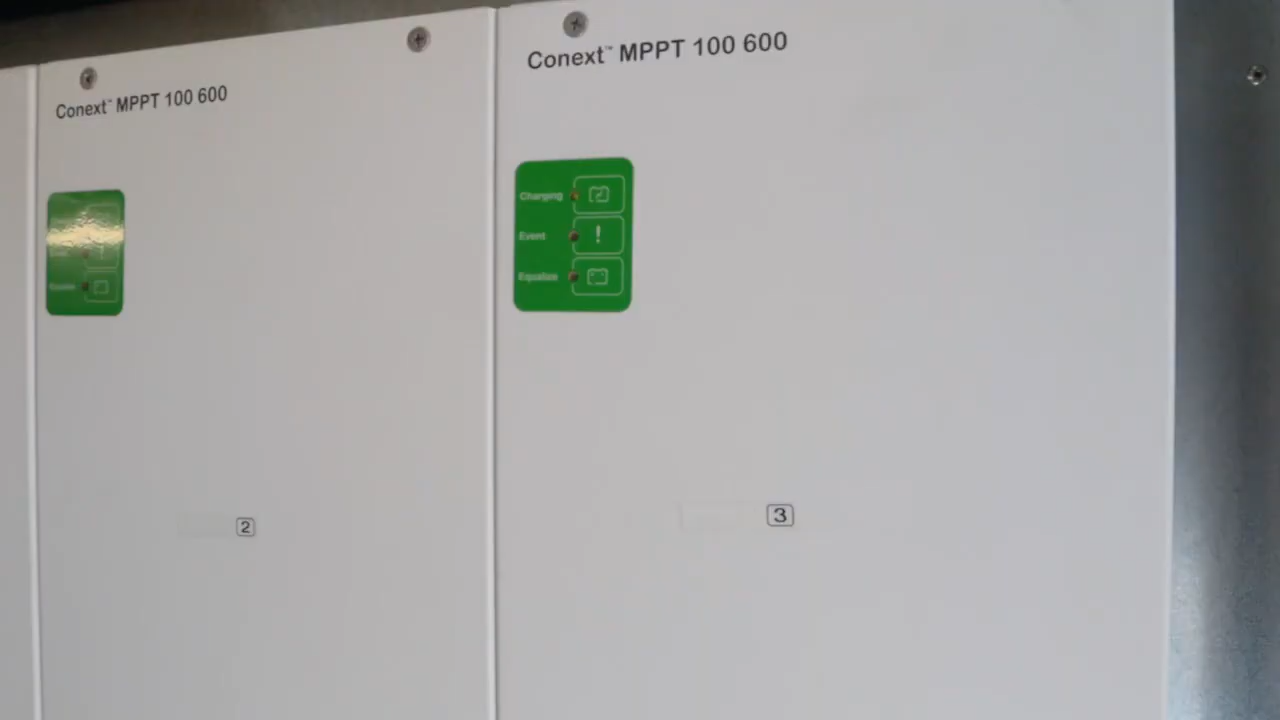 Conext™ MPPT 100 600
2
Conext™ MPPT 100 600
Charging
Event
!
Equalize
3